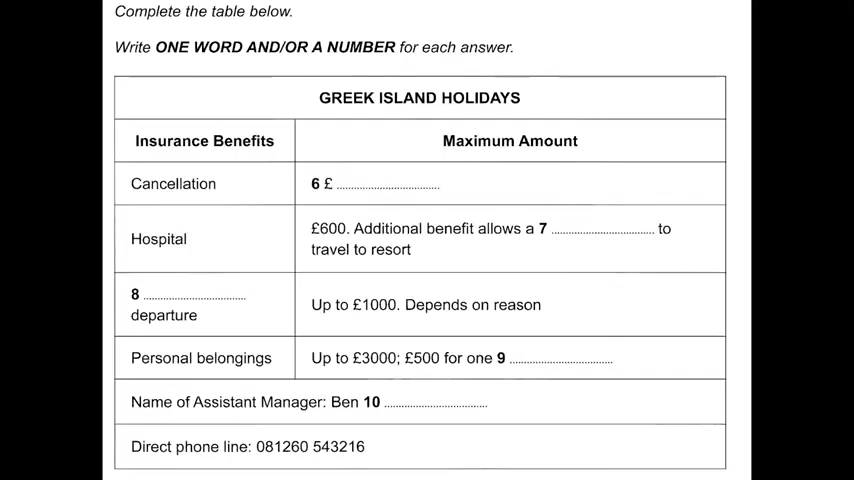 Complete the table below.
Write ONE WORD AND/OR A NUMBER for each answer.
GREEK ISLAND HOLIDAYS
Insurance Benefits Maximum Amount
Cancellation 6 £ ....................................
Hospital £600. Additional benefit allows a 7 .................................... to
travel to resort
8 ....................................
departure Up to £1000. Depends on reason
Personal belongings Up to £3000; £500 for one 9 ....................................
Name of Assistant Manager: Ben 10 ....................................
Direct phone line: 081260 543216